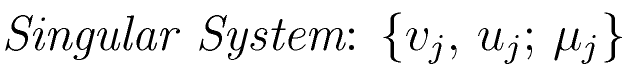 Singular System: {v_j, u_j; μ_j}